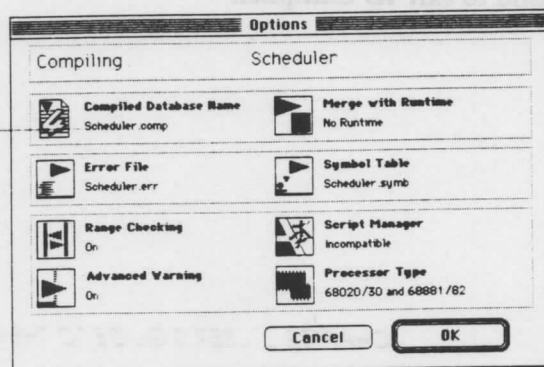 Options
Compiling Scheduler
Compiled Database Name
Scheduler.comp
Merge with Runtime
No Runtime
Error File
Scheduler.err
Symbol Table
Scheduler.symb
Range Checking
On
Script Manager
Incompatible
Advanced Warning
On
Processor Type
68020/30 and 68881/82
Cancel OK